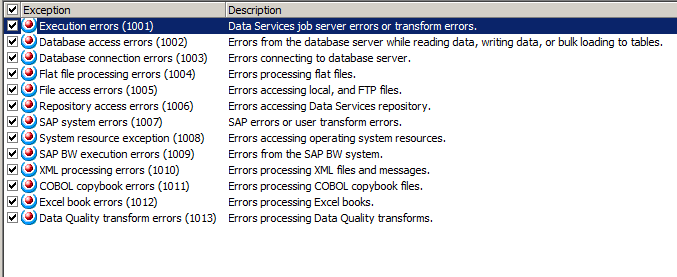 Exception Description
Execution errors (1001) Data Services job server errors or transform errors.
Database access errors (1002) Errors from the database server while reading data, writing data, or bulk loading to tables.
Database connection errors (1003) Errors connecting to database server.
Flat file processing errors (1004) Errors processing flat files.
File access errors (1005) Errors accessing local, and FTP files.
Repository access errors (1006) Errors accessing Data Services repository.
SAP system errors (1007) SAP errors or user transform errors.
System resource exception (1008) Errors accessing operating system resources.
SAP BW execution errors (1009) Errors from the SAP BW system.
XML processing errors (1010) Errors processing XML files and messages.
COBOL copybook errors (1011) Errors processing COBOL copybook files.
Excel book errors (1012) Errors processing Excel books.
Data Quality transform errors (1013) Errors processing Data Quality transforms.